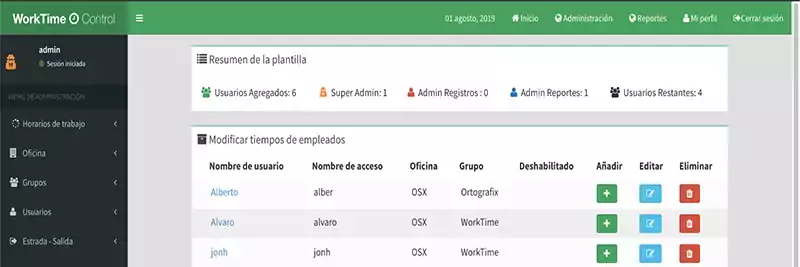 WorkTime Control
01 agosto, 2019 Inicio Administración Reportes Mi perfil Cerrar sesión
admin
Sesión iniciada
MENÚ DE ADMINISTRACIÓN
Horarios de trabajo
Oficina
Grupos
Usuarios
Estrada - Salida
Resumen de la plantilla
Usuarios Agregados: 6 Super Admin: 1 Admin Registros : 0 Admin Reportes: 1 Usuarios Restantes: 4
Modificar tiempos de empleados
Nombre de usuario Nombre de acceso Oficina Grupo Deshabilitado Añadir Editar Eliminar
Alberto alber OSX Ortografix
Alvaro alvaro OSX WorkTime
jonh jonh OSX WorkTime